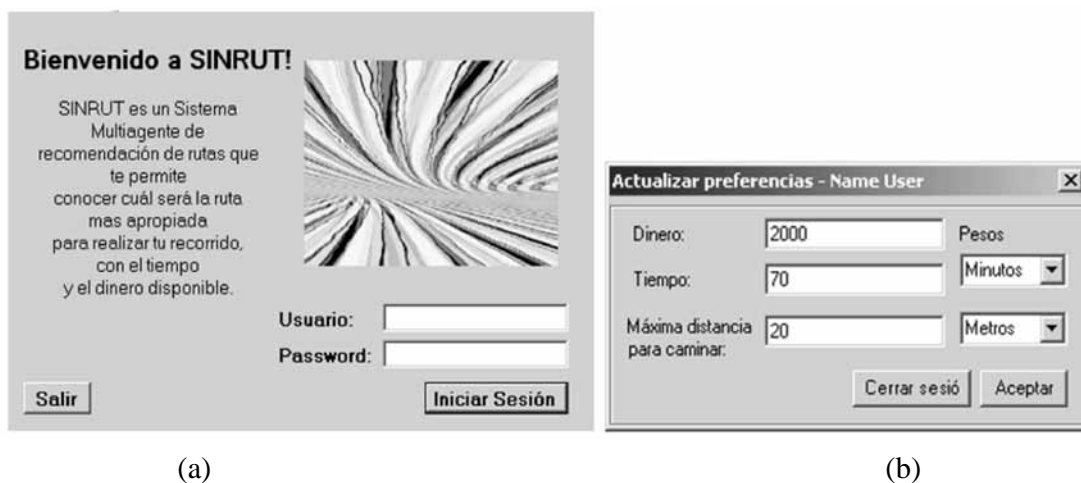 Bienvenido a SINRUT!
SINRUT es un Sistema
Multiagente de
recomendación de rutas que
te permite
conocer cuál será la ruta
mas apropiada
para realizar tu recorrido,
con el tiempo
y el dinero disponible.
Usuario:
Password:
Salir
Iniciar Sesión
Actualizar preferencias - Name User
Dinero: 2000 Pesos
Tiempo: 70 Minutos
Máxima distancia
para caminar: 20 Metros
Cerrar sesió Aceptar
(a)
(b)